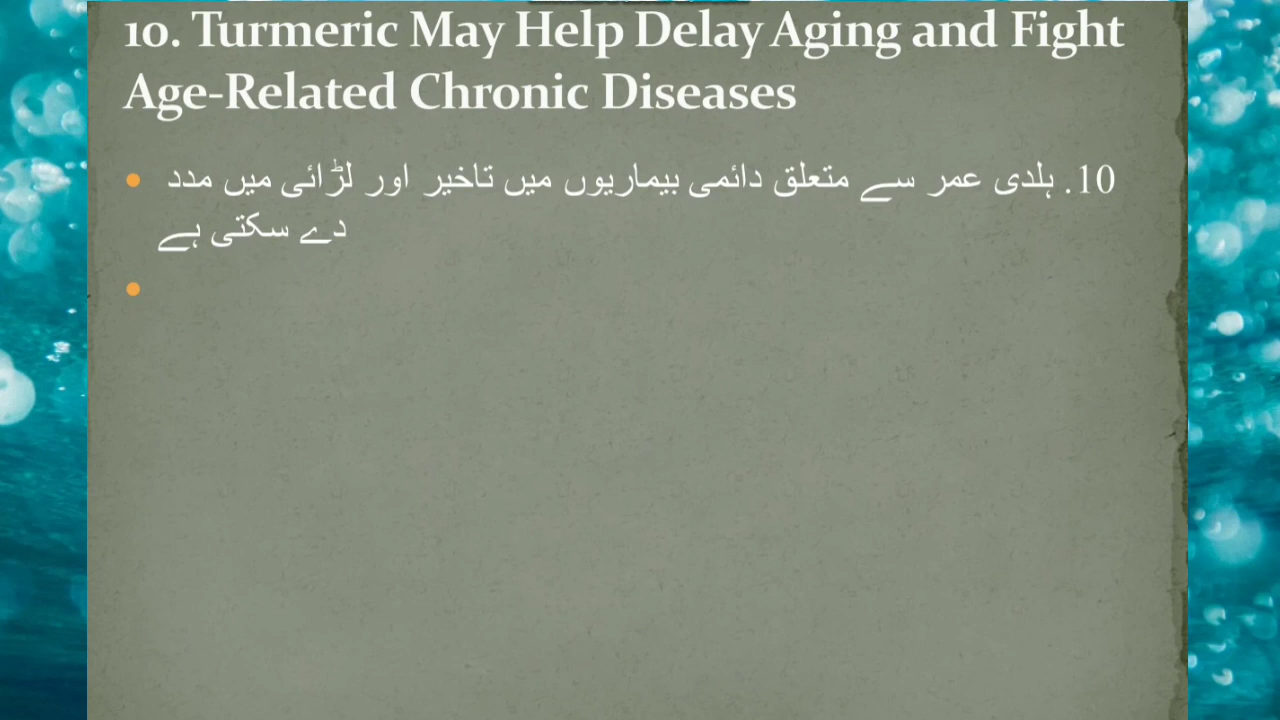 10. Turmeric May Help Delay Aging and Fight
Age-Related Chronic Diseases
10. ہلدی عمر سے متعلق دائمی بیماریوں میں تاخیر اور لڑائی میں مدد
دے سکتی ہے